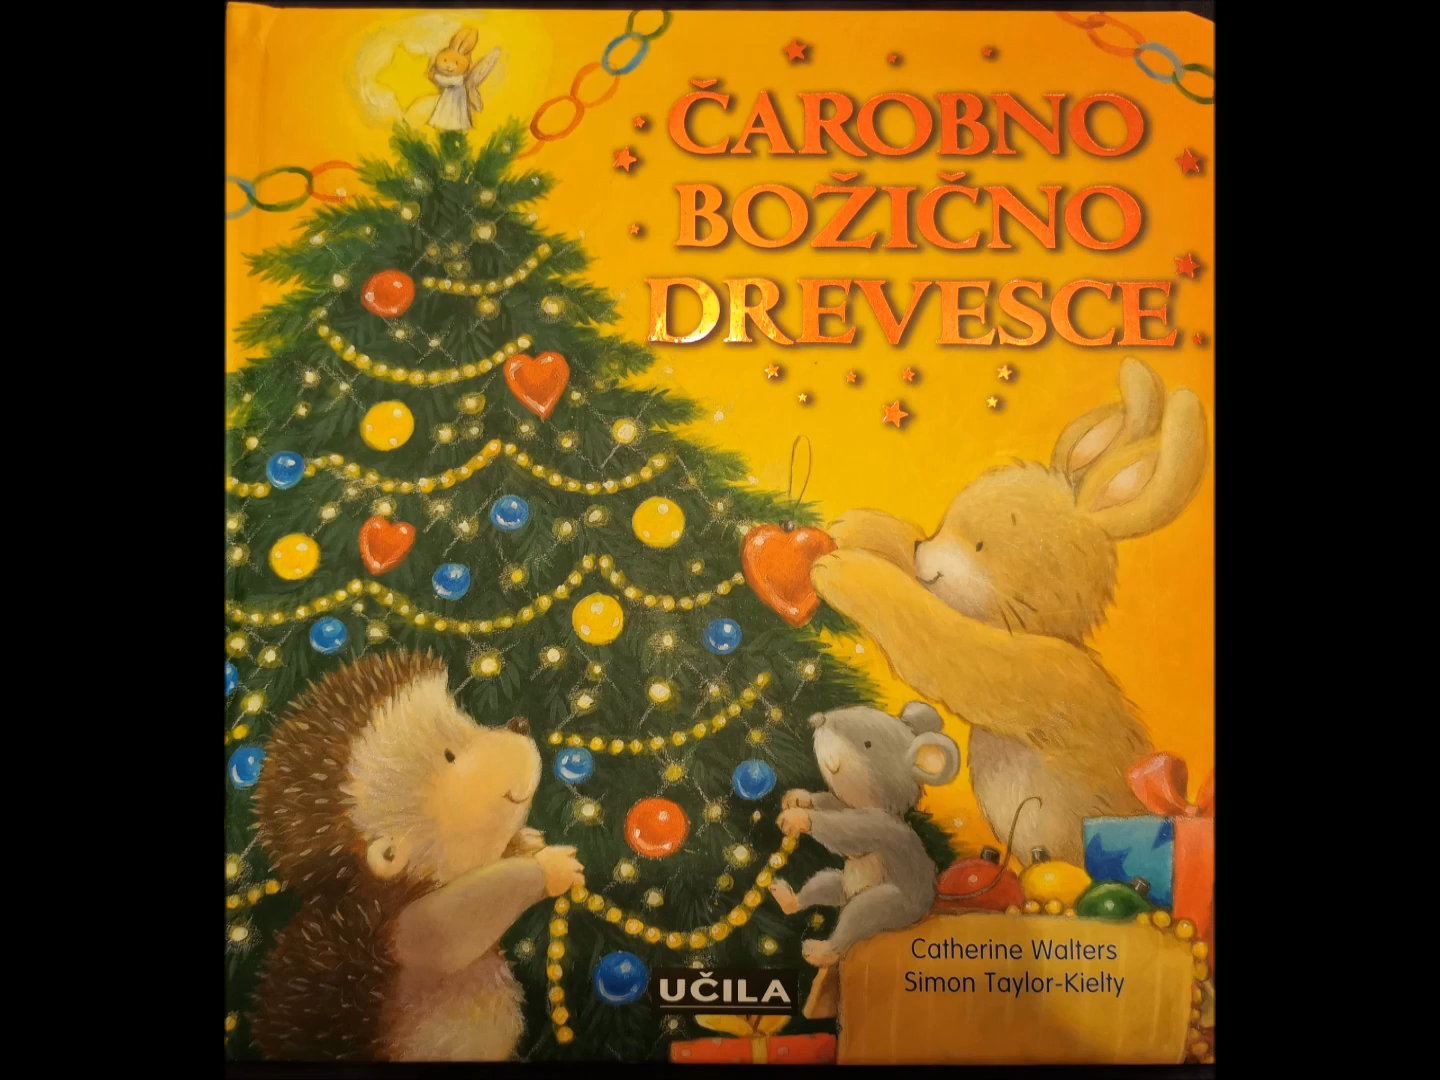 ČAROBNO
BOŽIČNO
DREVESCE
Catherine Walters
Simon Taylor-Kielty
UČILA